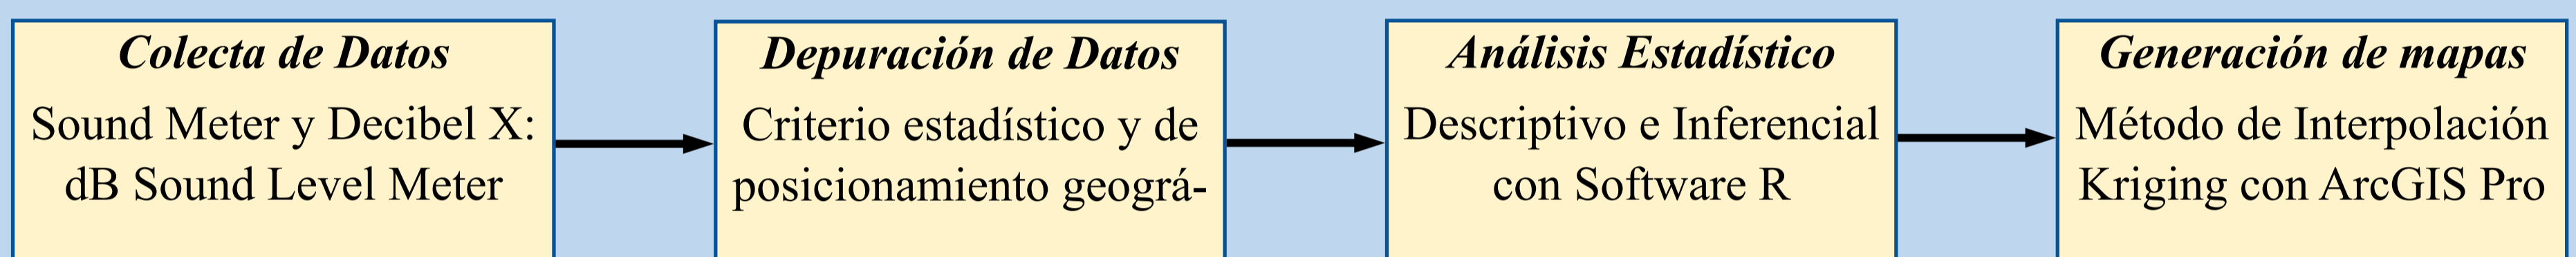 Colecta de Datos
Sound Meter y Decibel X:
dB Sound Level Meter
Depuración de Datos
Criterio estadístico y de
posicionamiento geográ-
Análisis Estadístico
Descriptivo e Inferencial
con Software R
Generación de mapas
Método de Interpolación
Kriging con ArcGIS Pro